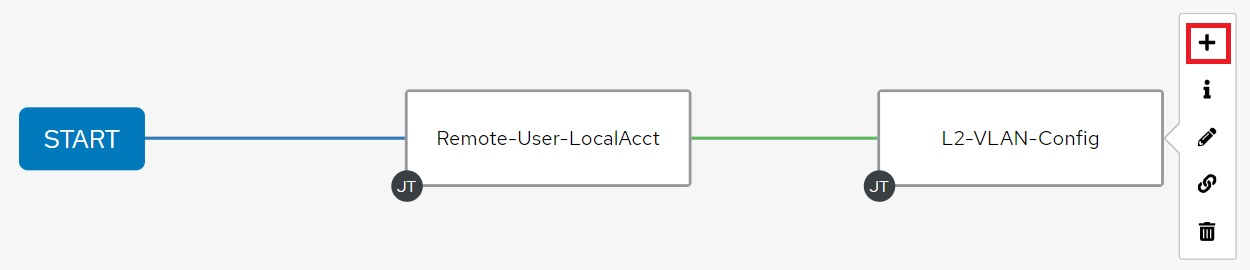 START
Remote-User-LocalAcct
JT
L2-VLAN-Config
JT